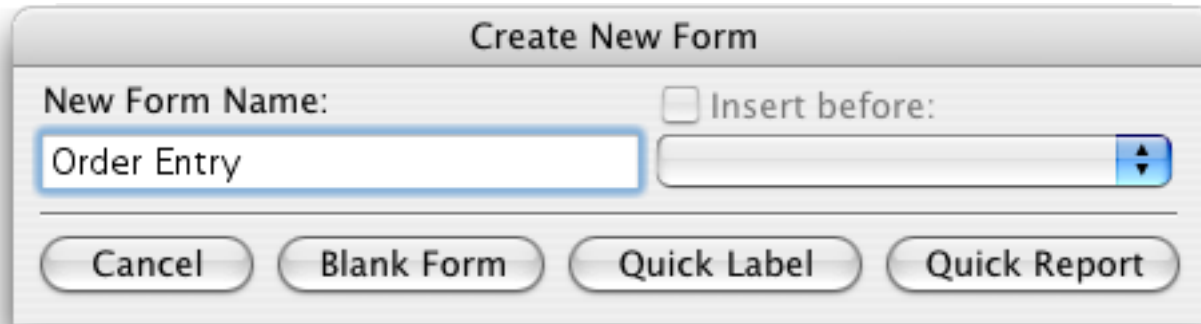 Create New Form
New Form Name:
Insert before:
Order Entry
Cancel
Blank Form
Quick Label
Quick Report